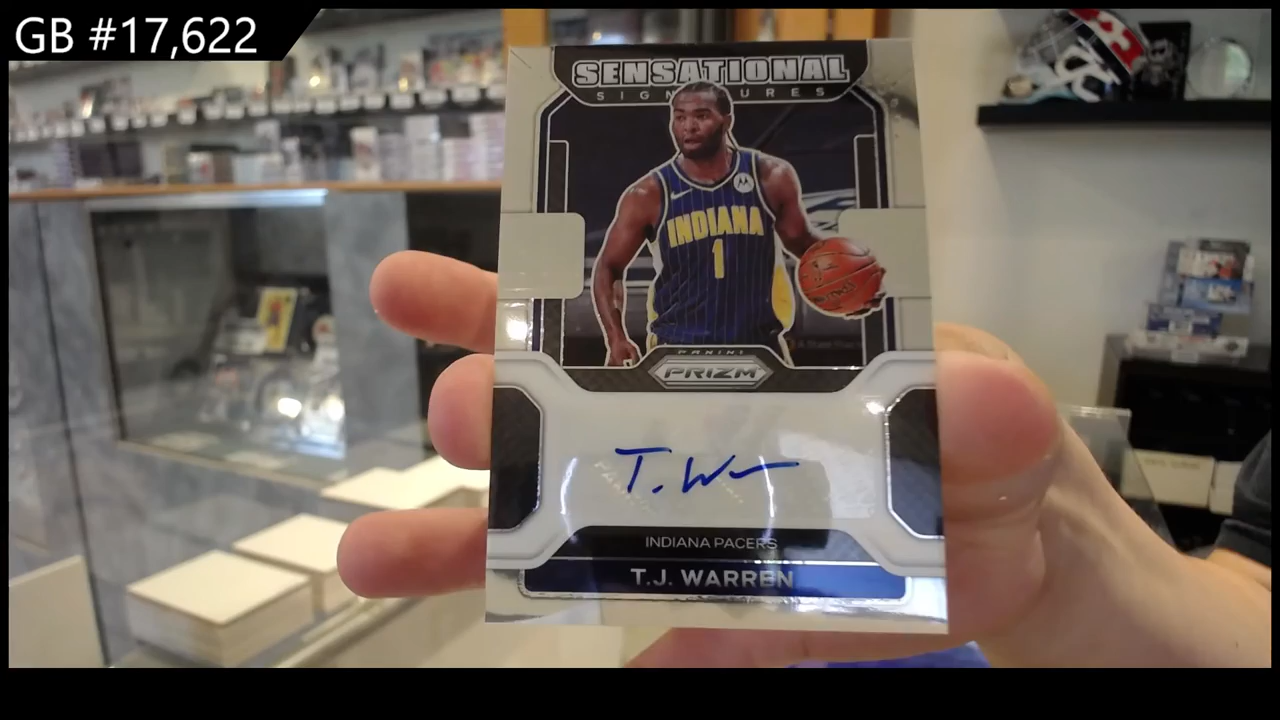 GB #17,622
SENSATIONAL
SIGNATURES
INDIANA
1
PANINI
PRIZM
T. W
INDIANA PACERS
T.J. WARREN